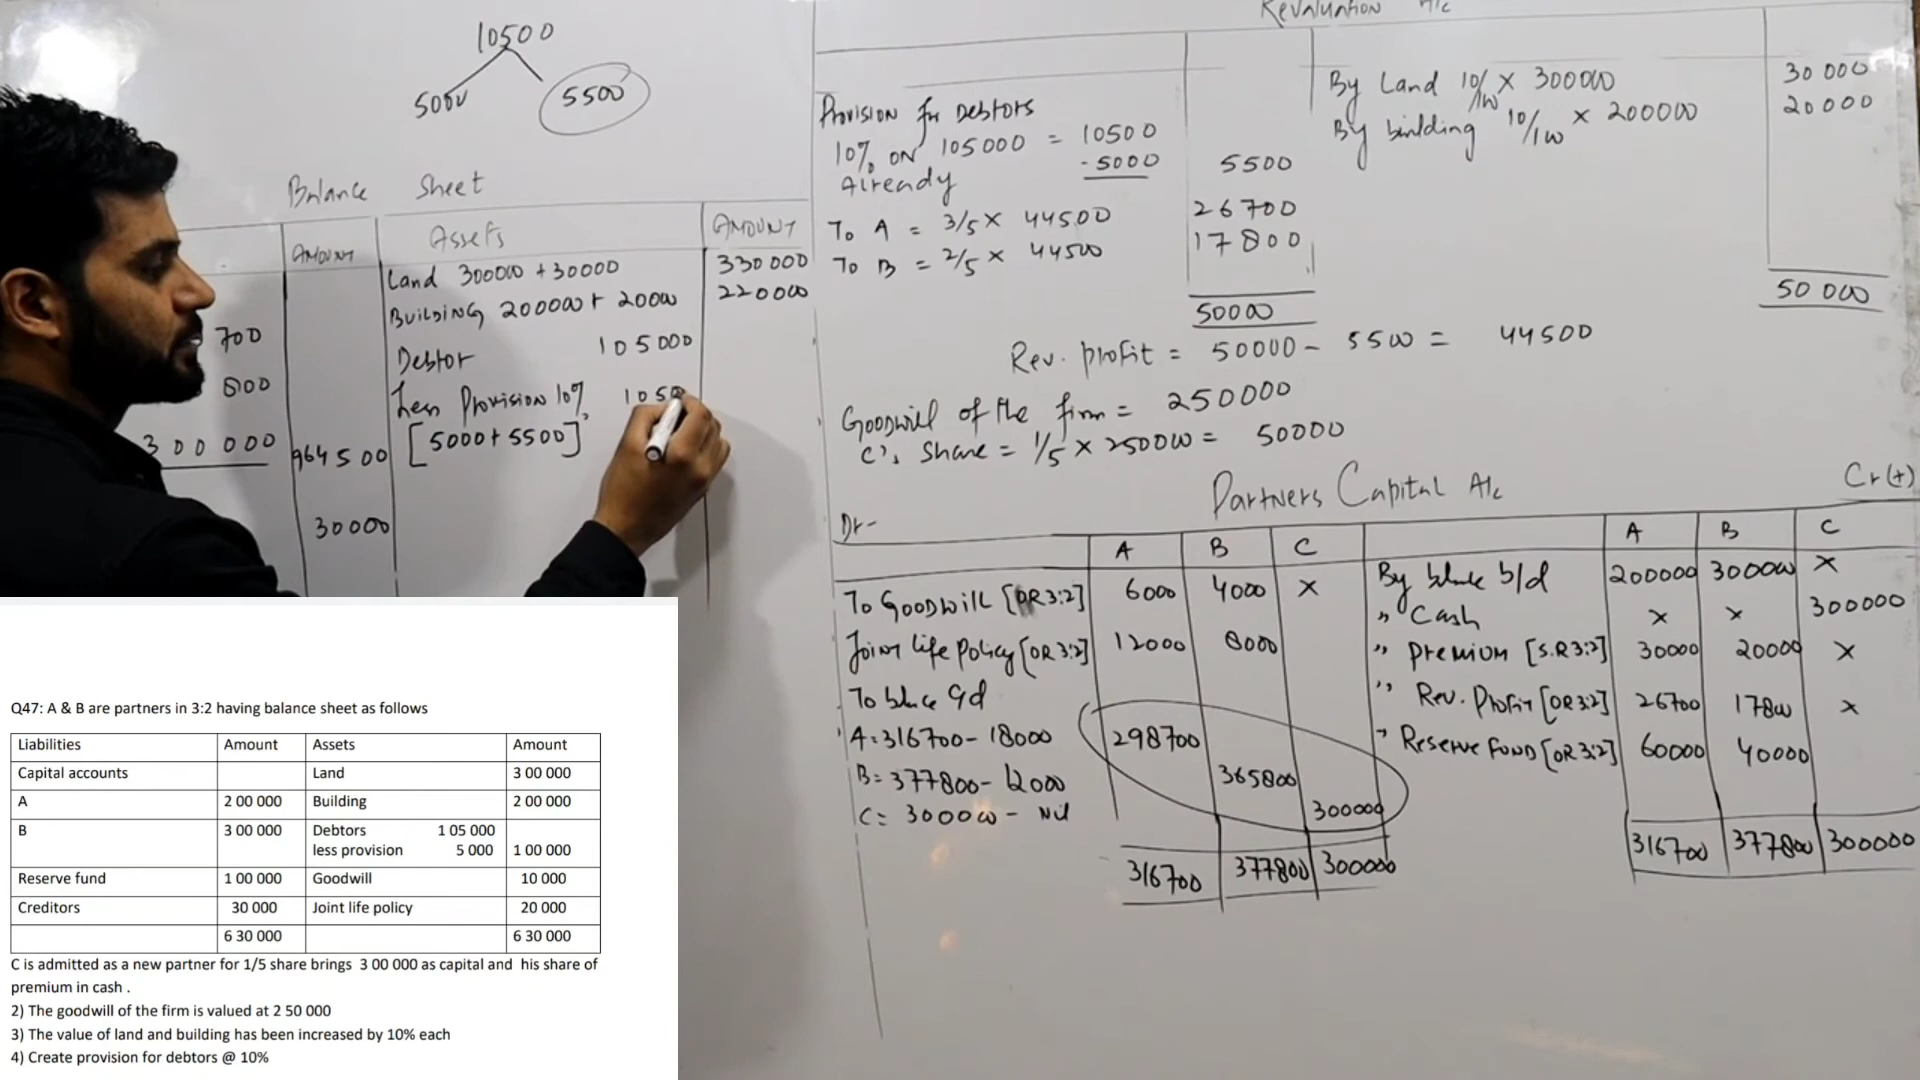 10500
5000 5500
Balance Sheet
AMOUNT Assets AMOUNT
Land 300000 + 30000 330000
Building 200000 + 20000 220000
700 Debtor 105000
800 Less Provision 10% 1050
300000 964500 [5000 + 5500]
30000
Revaluation A/c
Provision for Debtors
10% ON 105000 = 10500
Already - 5000 5500
To A = 3/5 × 44500 26700
To B = 2/5 × 44500 17800
50000
By Land 10/100 × 300000 30000
By building 10/100 × 200000 20000
50000
Rev. Profit = 50000 - 5500 = 44500
Goodwill of the firm = 250000
C's Share = 1/5 × 250000 = 50000
Partners Capital A/c
Dr- Cr(+)
A B C A B C
To Goodwill [OR 3:2] 6000 4000 × By blnce b/d 200000 300000 ×
" Cash × × 300000
Joint life Policy [OR 3:2] 12000 8000 " Premium [S.R 3:2] 30000 20000 ×
To blnce c/d " Rev. Profit [OR 3:2] 26700 17800 ×
A = 316700 - 18000 298700 " Reserve Fund [OR 3:2] 60000 40000
B = 377800 - 12000 365800
C = 300000 - Nil 300000
316700 377800 300000 316700 377800 300000
Q47: A & B are partners in 3:2 having balance sheet as follows
Liabilities Amount Assets Amount
Capital accounts Land 3 00 000
A 2 00 000 Building 2 00 000
B 3 00 000 Debtors 1 05 000
less provision 5 000 1 00 000
Reserve fund 1 00 000 Goodwill 10 000
Creditors 30 000 Joint life policy 20 000
6 30 000 6 30 000
C is admitted as a new partner for 1/5 share brings 3 00 000 as capital and his share of
premium in cash .
2) The goodwill of the firm is valued at 2 50 000
3) The value of land and building has been increased by 10% each
4) Create provision for debtors @ 10%